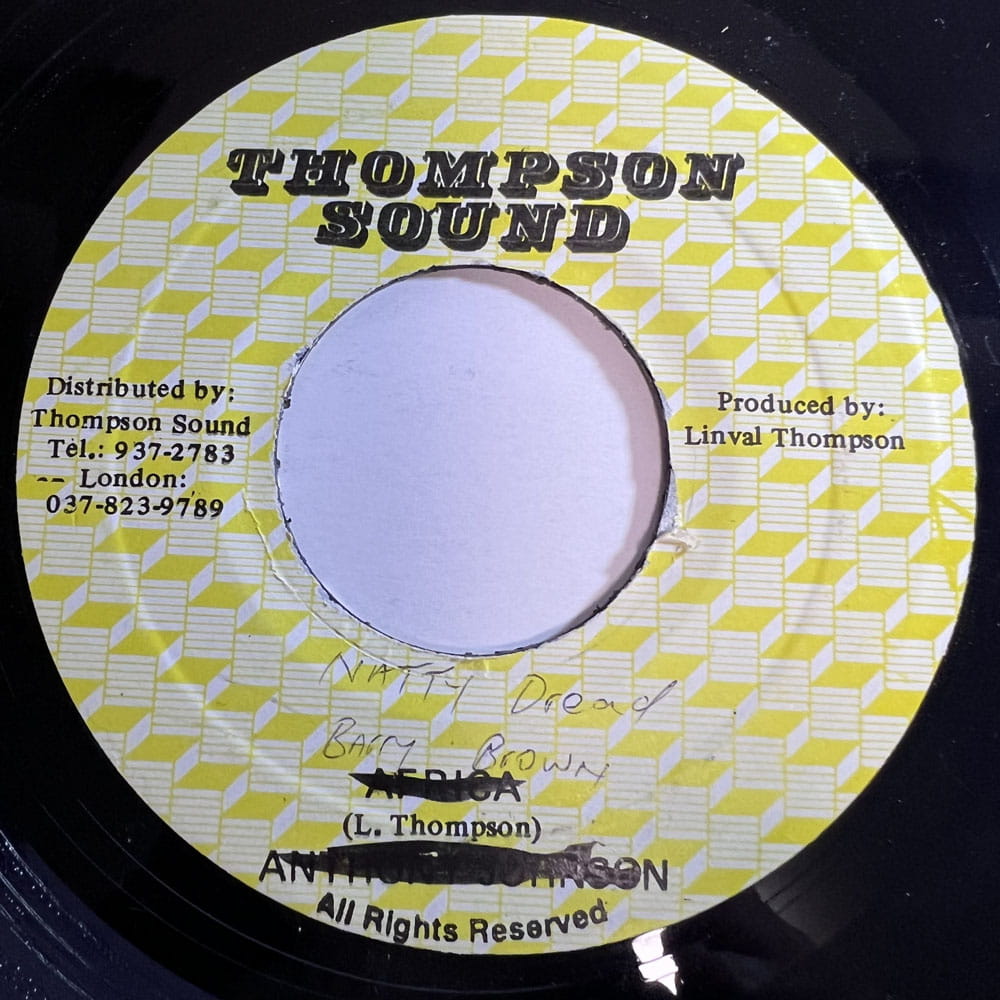 THOMPSON
SOUND
Distributed by:
Thompson Sound
Tel.: 937-2783
-- London:
037-823-9789
Produced by:
Linval Thompson
NATTY Dread
Barry Brown
AFRICA
(L. Thompson)
ANTHONY JOHNSON
All Rights Reserved